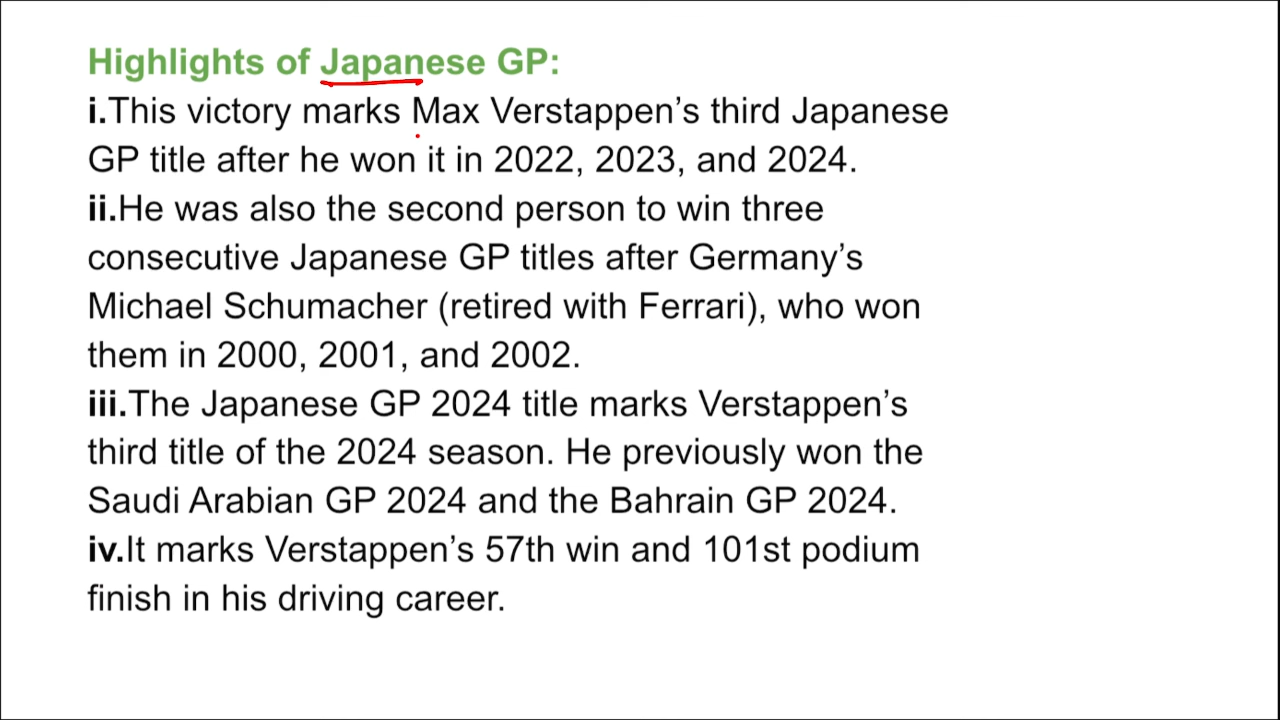 Highlights of Japanese GP:
i.This victory marks Max Verstappen’s third Japanese
GP title after he won it in 2022, 2023, and 2024.
ii.He was also the second person to win three
consecutive Japanese GP titles after Germany’s
Michael Schumacher (retired with Ferrari), who won
them in 2000, 2001, and 2002.
iii.The Japanese GP 2024 title marks Verstappen’s
third title of the 2024 season. He previously won the
Saudi Arabian GP 2024 and the Bahrain GP 2024.
iv.It marks Verstappen’s 57th win and 101st podium
finish in his driving career.